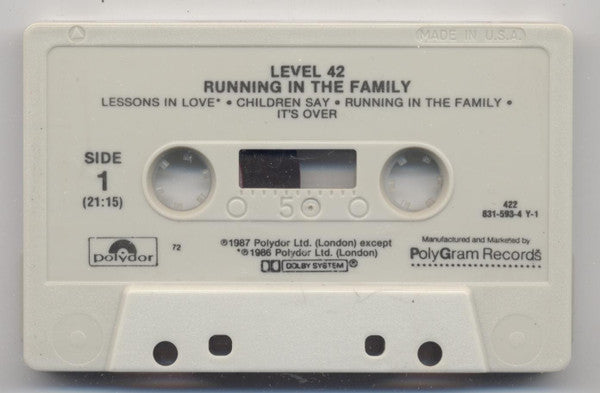 MADE IN U.S.A.
LEVEL 42
RUNNING IN THE FAMILY
LESSONS IN LOVE* • CHILDREN SAY • RUNNING IN THE FAMILY •
IT'S OVER
SIDE
1
(21:15)
5
422
831-593-4 Y-1
polydor
72
℗1987 Polydor Ltd. (London) except
*℗1986 Polydor Ltd. (London)
DOLBY SYSTEM®
Manufactured and Marketed by
PolyGram Records